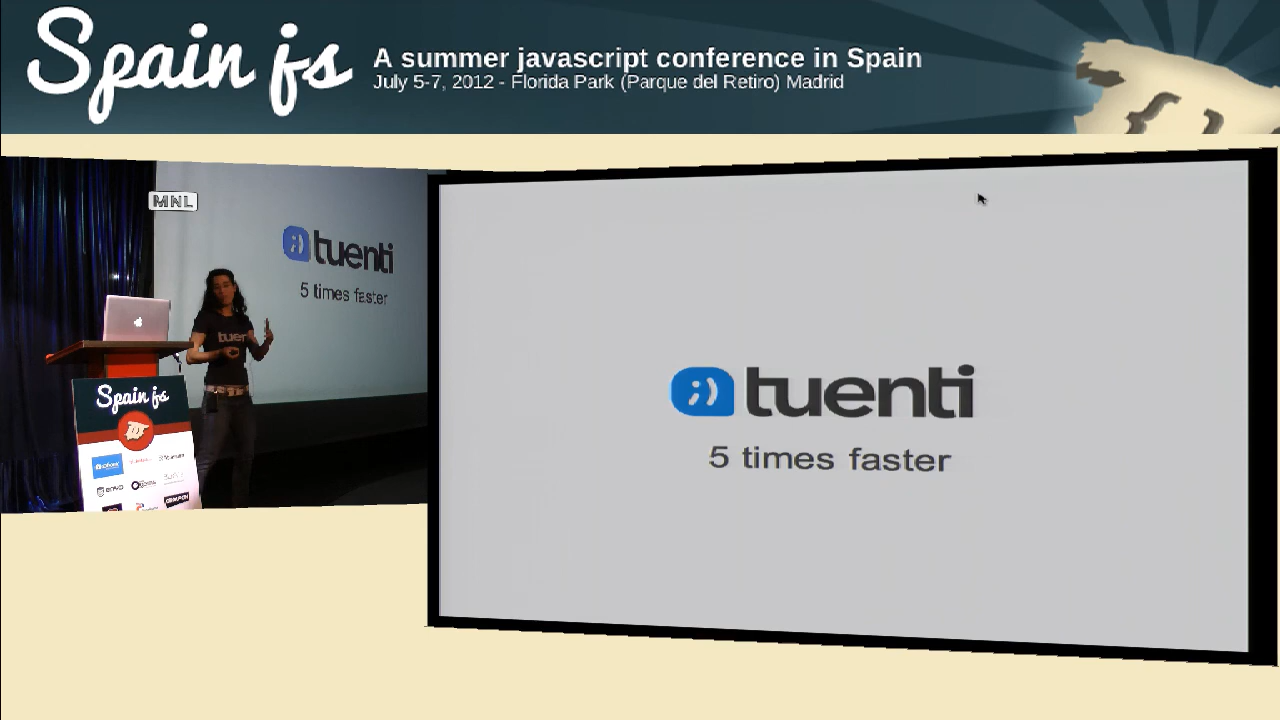 Spain js
A summer javascript conference in Spain
July 5-7, 2012 - Florida Park (Parque del Retiro) Madrid
MNL
tuenti
5 times faster
tuen
Spain js
tuenti
5 times faster